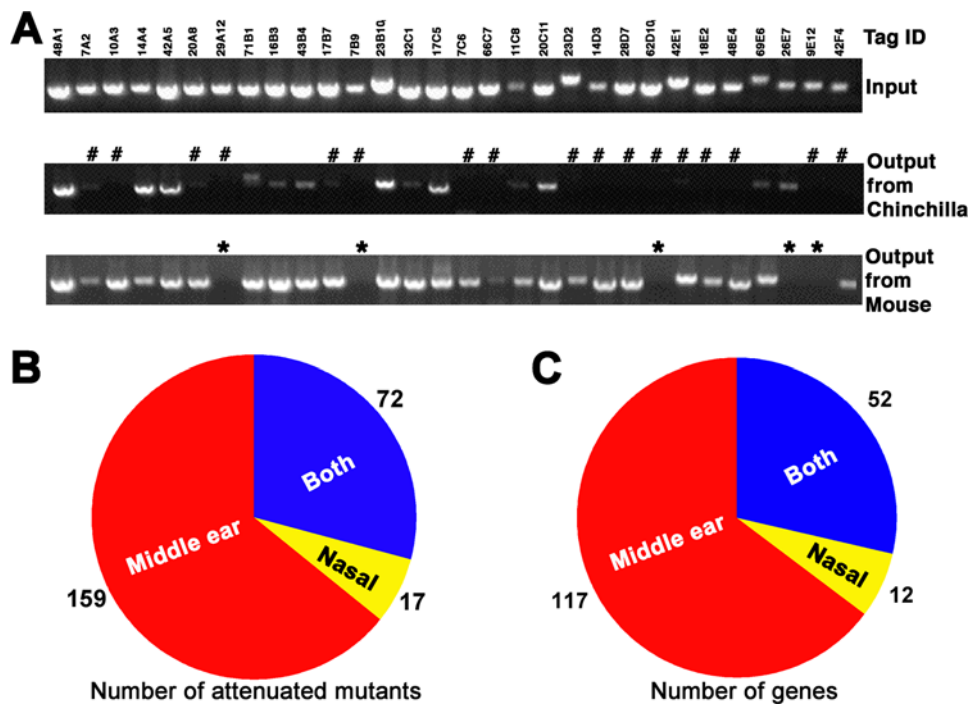 A
48A1 7A2 10A3 14A4 42A5 20A8 29A12 71B1 16B3 43B4 17B7 7B9 23B10 32C1 17C5 7C6 66C7 11C8 20C11 23D2 14D3 28D7 62D10 42E1 18E2 48E4 69E6 26E7 9E12 42F4 Tag ID
Input
# # # # # # # # # # # # # # # # # Output
from
Chinchilla
* * * * * Output
from
Mouse
B
72
Both
Middle ear
Nasal
159
17
Number of attenuated mutants
C
52
Both
Middle ear
Nasal
117
12
Number of genes